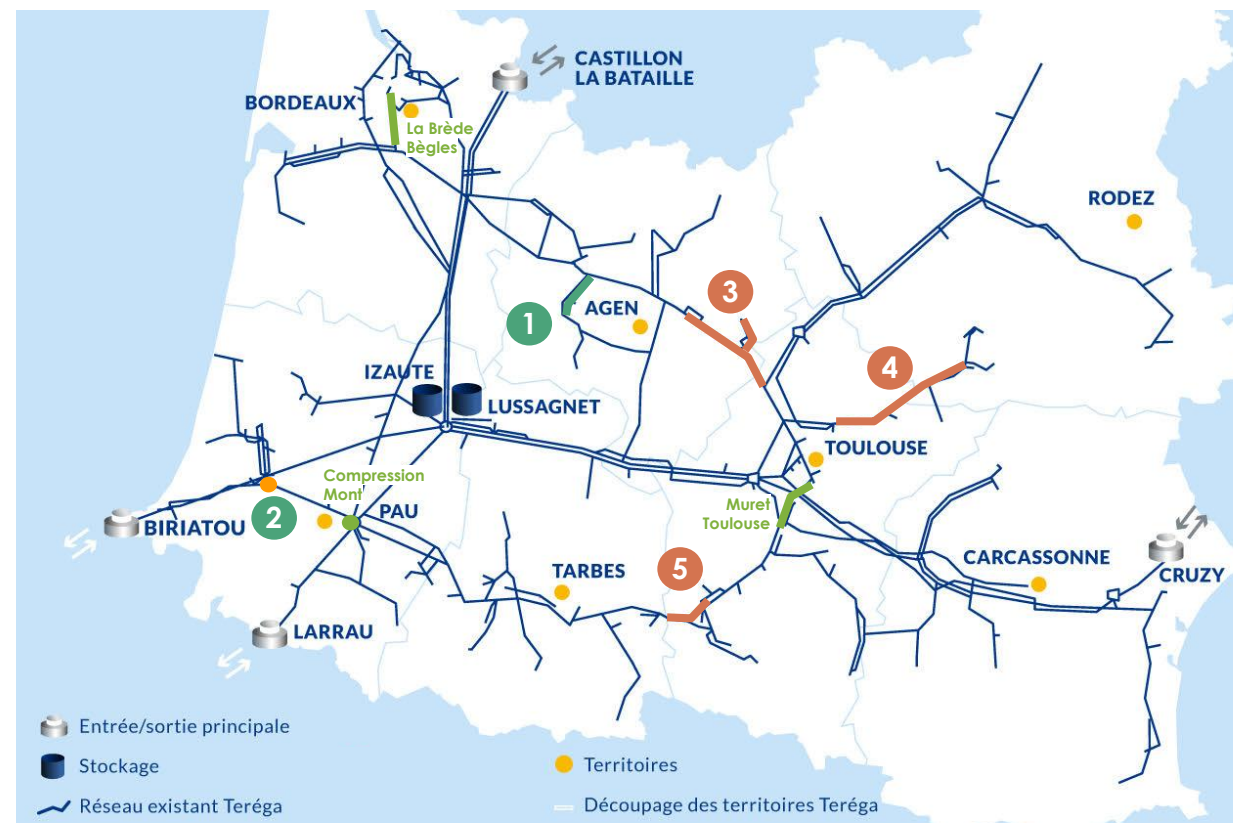 CASTILLON
LA BATAILLE
BORDEAUX
La Brède
Bègles
RODEZ
3
1
AGEN
4
IZAUTE
LUSSAGNET
TOULOUSE
Compression
Mont
Muret
Toulouse
2
PAU
BIRIATOU
CARCASSONNE
CRUZY
5
TARBES
LARRAU
Entrée/sortie principale
Stockage
Territoires
Réseau existant Teréga
Découpage des territoires Teréga